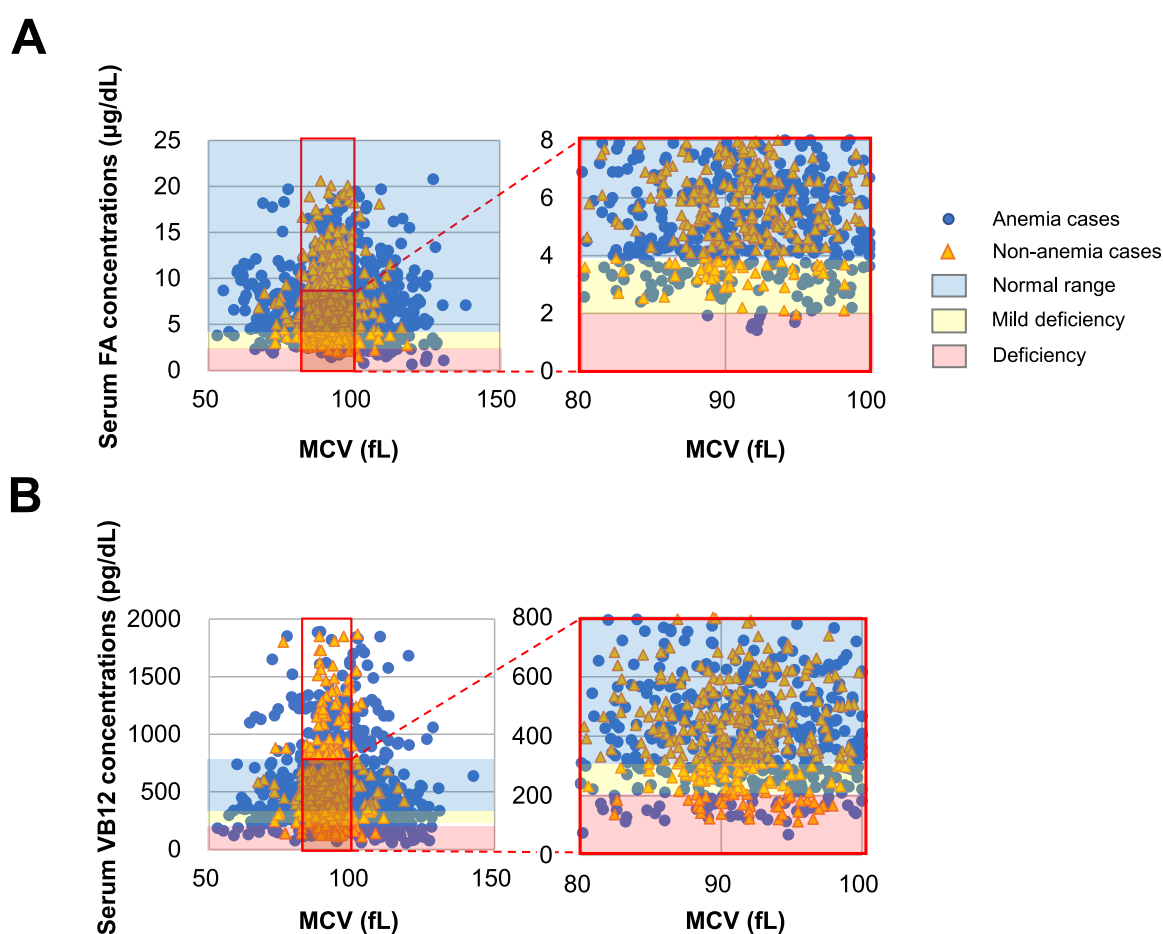 A
Serum FA concentrations (µg/dL)
25
20
15
10
5
0
50
100
150
MCV (fL)
8
6
4
2
0
80
90
100
MCV (fL)
Anemia cases
Non-anemia cases
Normal range
Mild deficiency
Deficiency
B
Serum VB12 concentrations (pg/dL)
2000
1500
1000
500
0
50
100
150
MCV (fL)
800
600
400
200
0
80
90
100
MCV (fL)